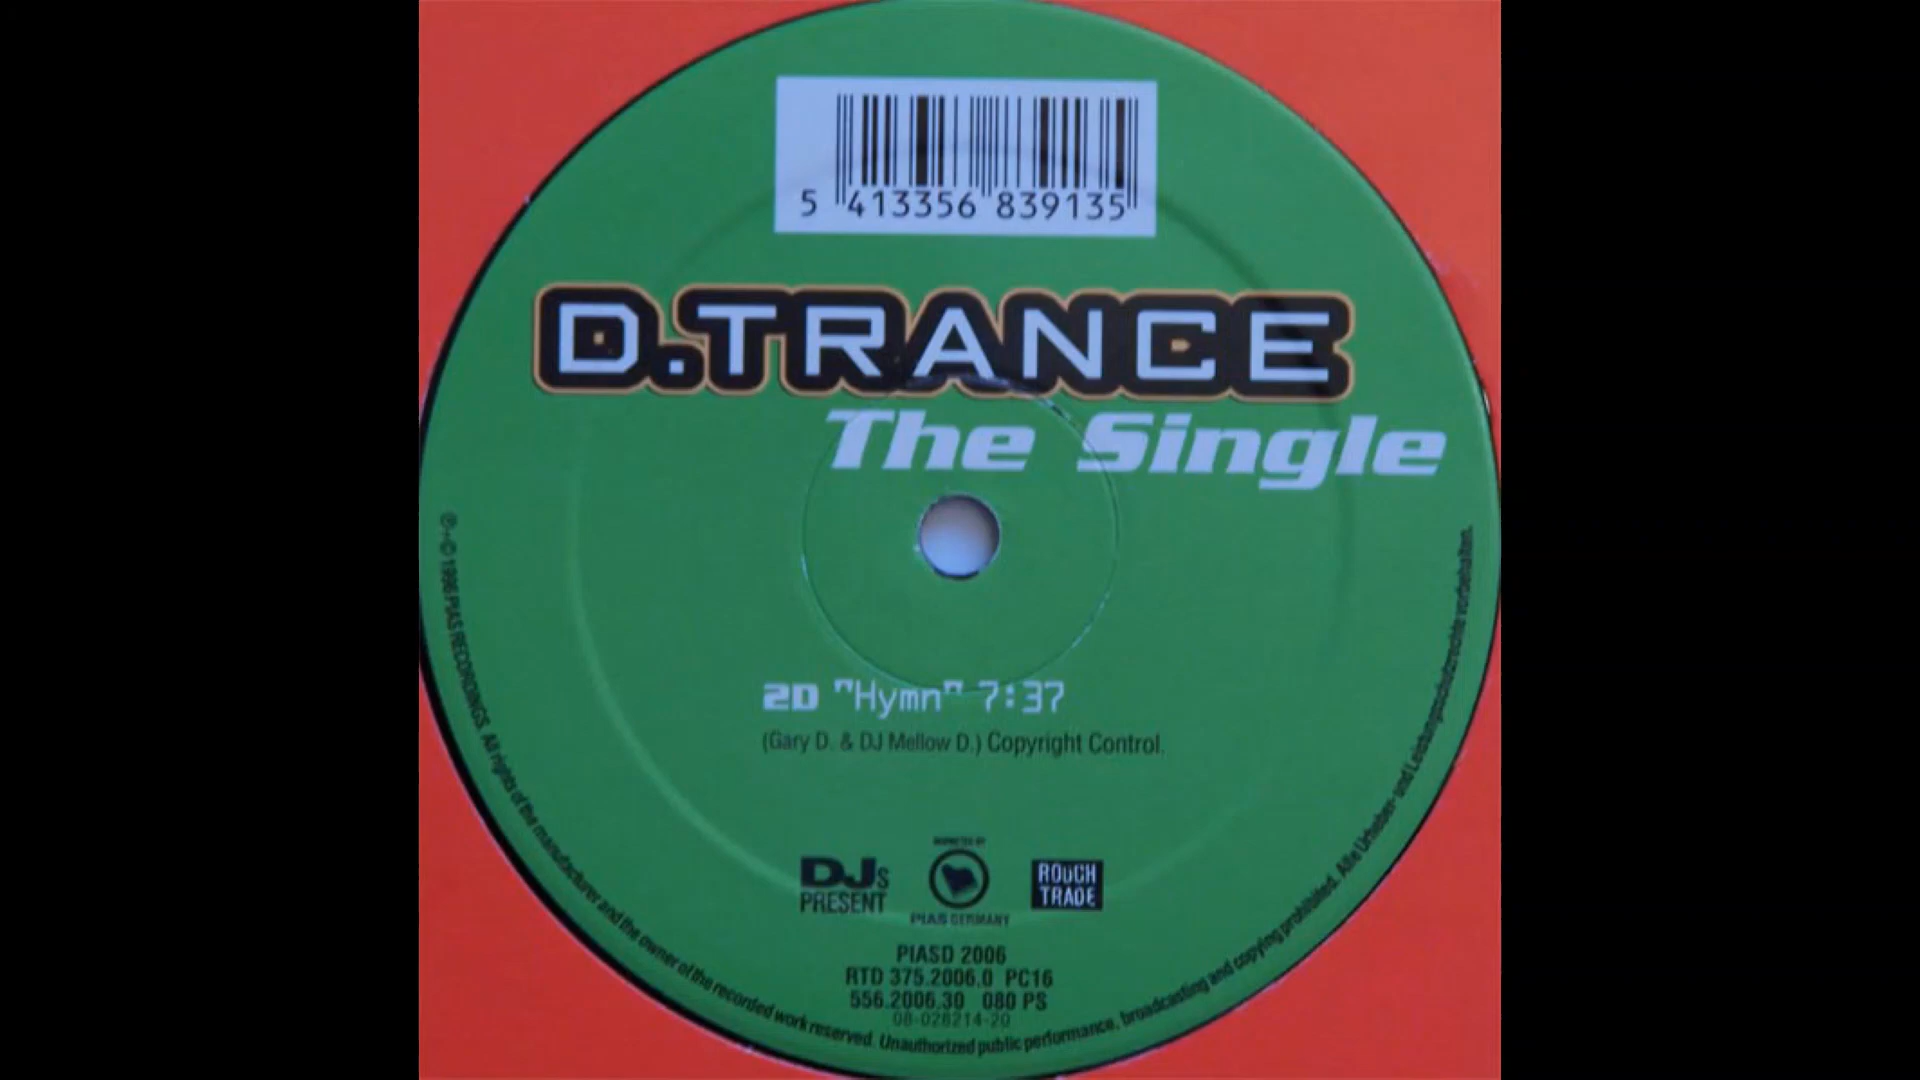 5 413356 839135
D.TRANCE
The Single
2D "Hymn" 7:37
(Gary D. & DJ Mellow D.) Copyright Control.
DJs
PRESENT
PIAS GERMANY
ROUGH
TRADE
PIASD 2006
RTD 375.2006.0 PC16
556.2006.30 080 PS
08-028214-20
℗+© 1996 PIAS RECORDINGS. All rights of the manufacturer and the owner of the recorded work reserved. Unauthorized public performance, broadcasting and copying prohibited. Alle Urheber- und Leistungsschutzrechte vorbehalten.